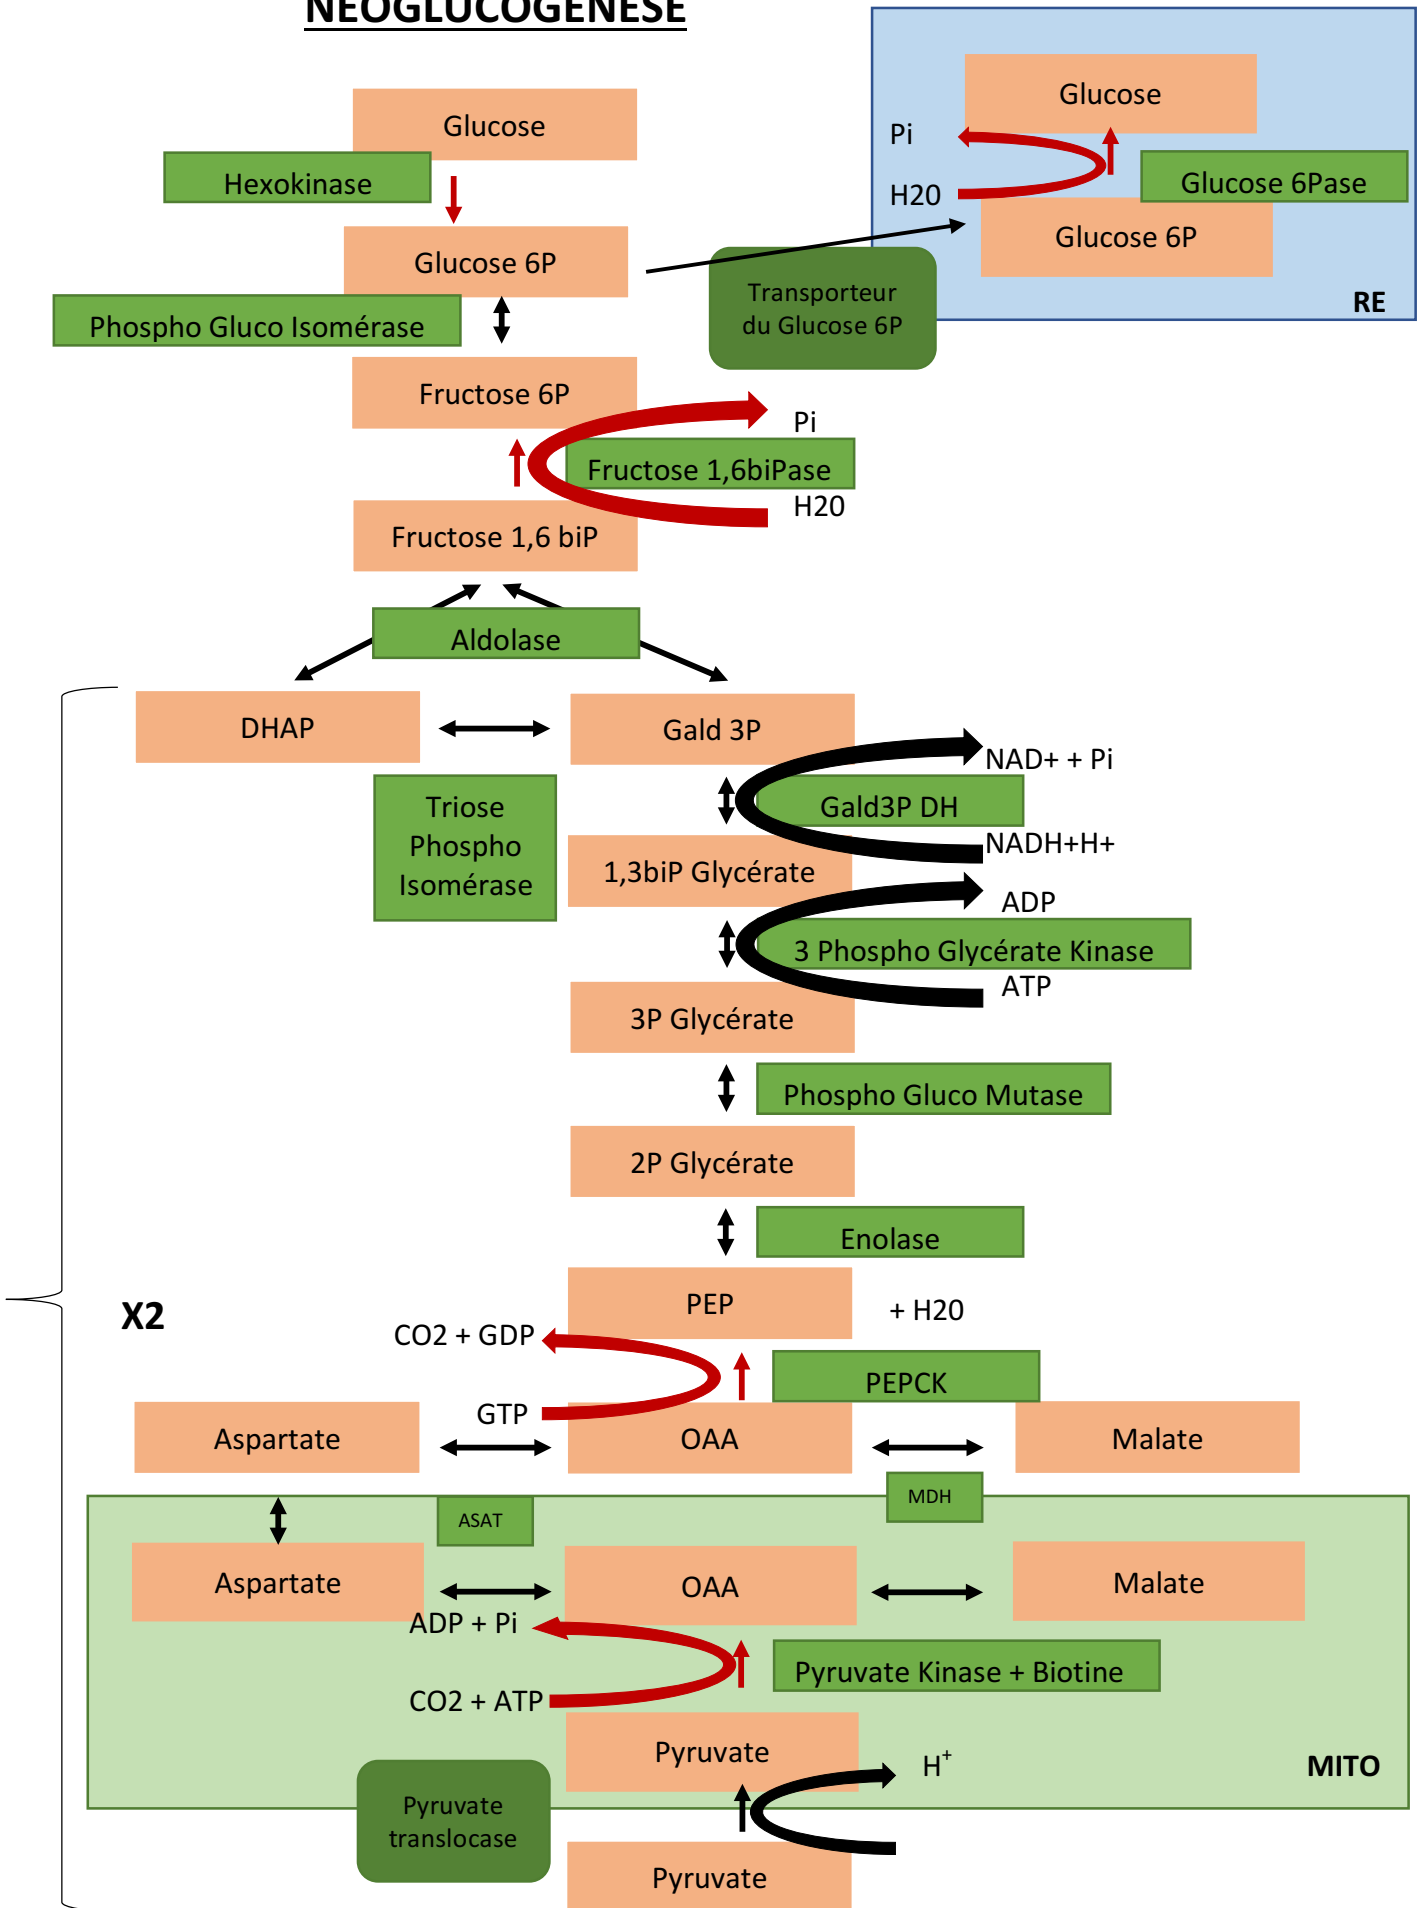 NEOGLUCOGENESE
Glucose
Hexokinase
Glucose 6P
Phospho Gluco Isomérase
Fructose 6P
Pi
Fructose 1,6biPase
H20
Fructose 1,6 biP
Glucose
Pi
H20
Glucose 6Pase
Glucose 6P
RE
Transporteur
du Glucose 6P
Aldolase
DHAP
Gald 3P
Triose
Phospho
Isomérase
NAD+ + Pi
Gald3P DH
NADH+H+
1,3biP Glycérate
ADP
3 Phospho Glycérate Kinase
ATP
3P Glycérate
Phospho Gluco Mutase
2P Glycérate
Enolase
PEP
+ H20
X2
CO2 + GDP
PEPCK
GTP
Aspartate
OAA
Malate
MDH
ASAT
Aspartate
OAA
Malate
ADP + Pi
Pyruvate Kinase + Biotine
CO2 + ATP
Pyruvate
H+
MITO
Pyruvate
translocase
Pyruvate